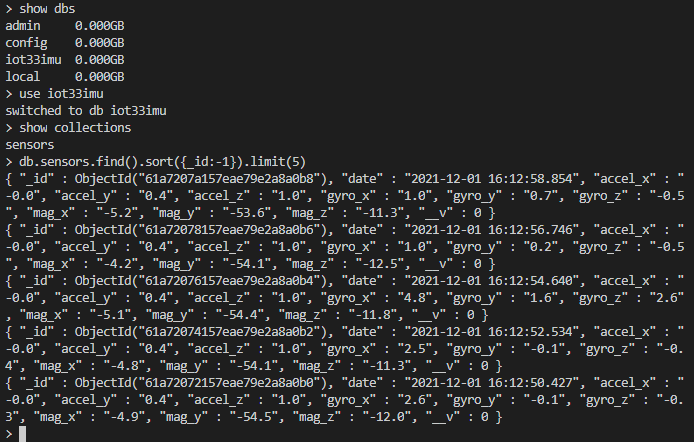 > show dbs
admin    0.000GB
config   0.000GB
iot33imu 0.000GB
local    0.000GB
> use iot33imu
switched to db iot33imu
> show collections
sensors
> db.sensors.find().sort({_id:-1}).limit(5)
{ "_id" : ObjectId("61a7207a157eae79e2a8a0b8"), "date" : "2021-12-01 16:12:58.854", "accel_x" : "
-0.0", "accel_y" : "0.4", "accel_z" : "1.0", "gyro_x" : "1.0", "gyro_y" : "0.7", "gyro_z" : "-0.5
", "mag_x" : "-5.2", "mag_y" : "-53.6", "mag_z" : "-11.3", "__v" : 0 }
{ "_id" : ObjectId("61a72078157eae79e2a8a0b6"), "date" : "2021-12-01 16:12:56.746", "accel_x" : "
-0.0", "accel_y" : "0.4", "accel_z" : "1.0", "gyro_x" : "1.0", "gyro_y" : "0.2", "gyro_z" : "-0.5
", "mag_x" : "-4.2", "mag_y" : "-54.1", "mag_z" : "-12.5", "__v" : 0 }
{ "_id" : ObjectId("61a72076157eae79e2a8a0b4"), "date" : "2021-12-01 16:12:54.640", "accel_x" : "
-0.0", "accel_y" : "0.4", "accel_z" : "1.0", "gyro_x" : "4.8", "gyro_y" : "1.6", "gyro_z" : "2.6"
, "mag_x" : "-5.1", "mag_y" : "-54.4", "mag_z" : "-11.8", "__v" : 0 }
{ "_id" : ObjectId("61a72074157eae79e2a8a0b2"), "date" : "2021-12-01 16:12:52.534", "accel_x" : "
-0.0", "accel_y" : "0.4", "accel_z" : "1.0", "gyro_x" : "2.5", "gyro_y" : "-0.1", "gyro_z" : "-0.
4", "mag_x" : "-4.8", "mag_y" : "-54.1", "mag_z" : "-11.3", "__v" : 0 }
{ "_id" : ObjectId("61a72072157eae79e2a8a0b0"), "date" : "2021-12-01 16:12:50.427", "accel_x" : "
-0.0", "accel_y" : "0.4", "accel_z" : "1.0", "gyro_x" : "2.6", "gyro_y" : "-0.1", "gyro_z" : "-0.
3", "mag_x" : "-4.9", "mag_y" : "-54.5", "mag_z" : "-12.0", "__v" : 0 }
>